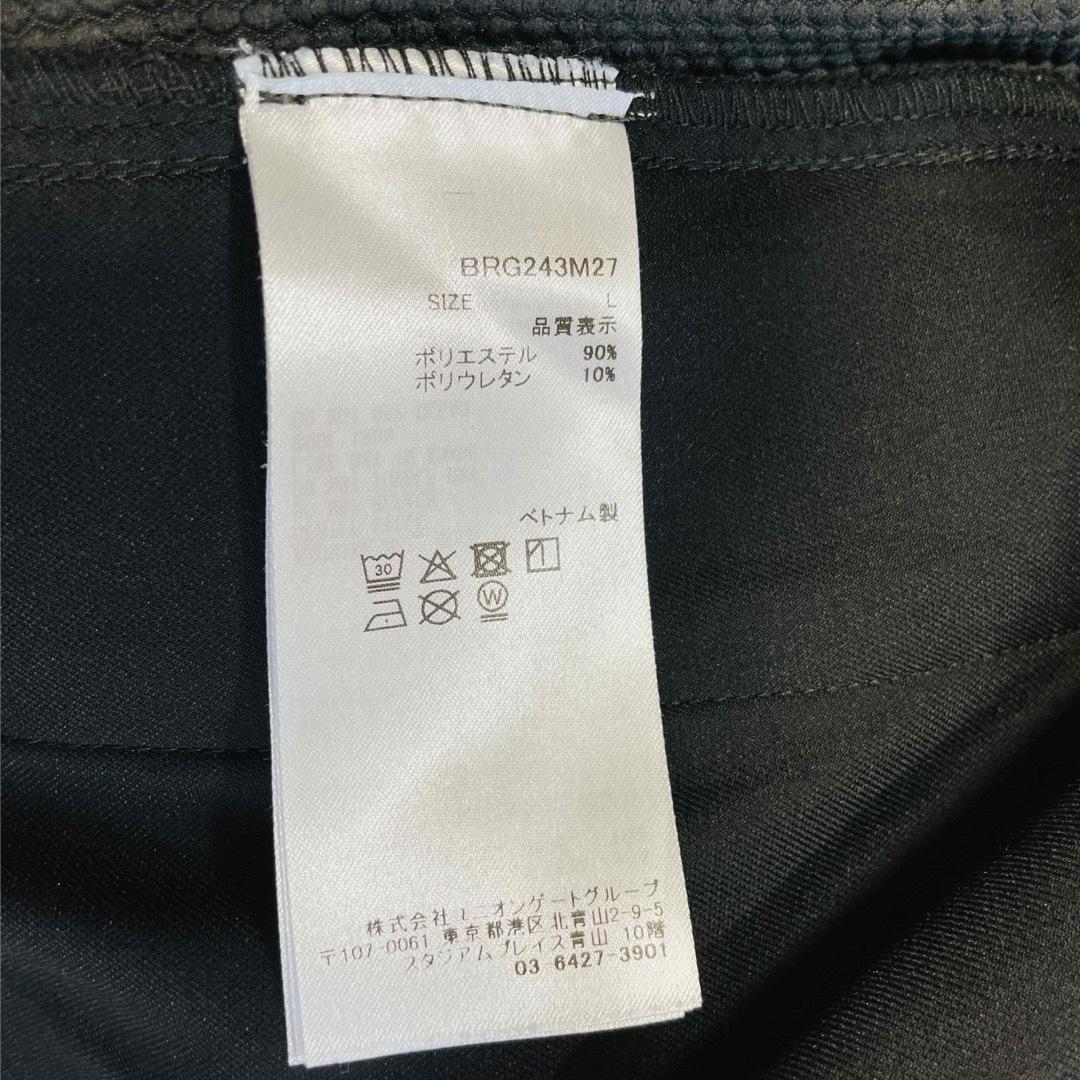 BRG243M27
SIZE L
品質表示
ポリエステル 90%
ポリウレタン 10%
ベトナム製
30
W
株式会社ユニオンゲートグループ
〒107-0061 東京都港区北青山2-9-5
スタジアムプレイス青山 10階
03 6427-3901